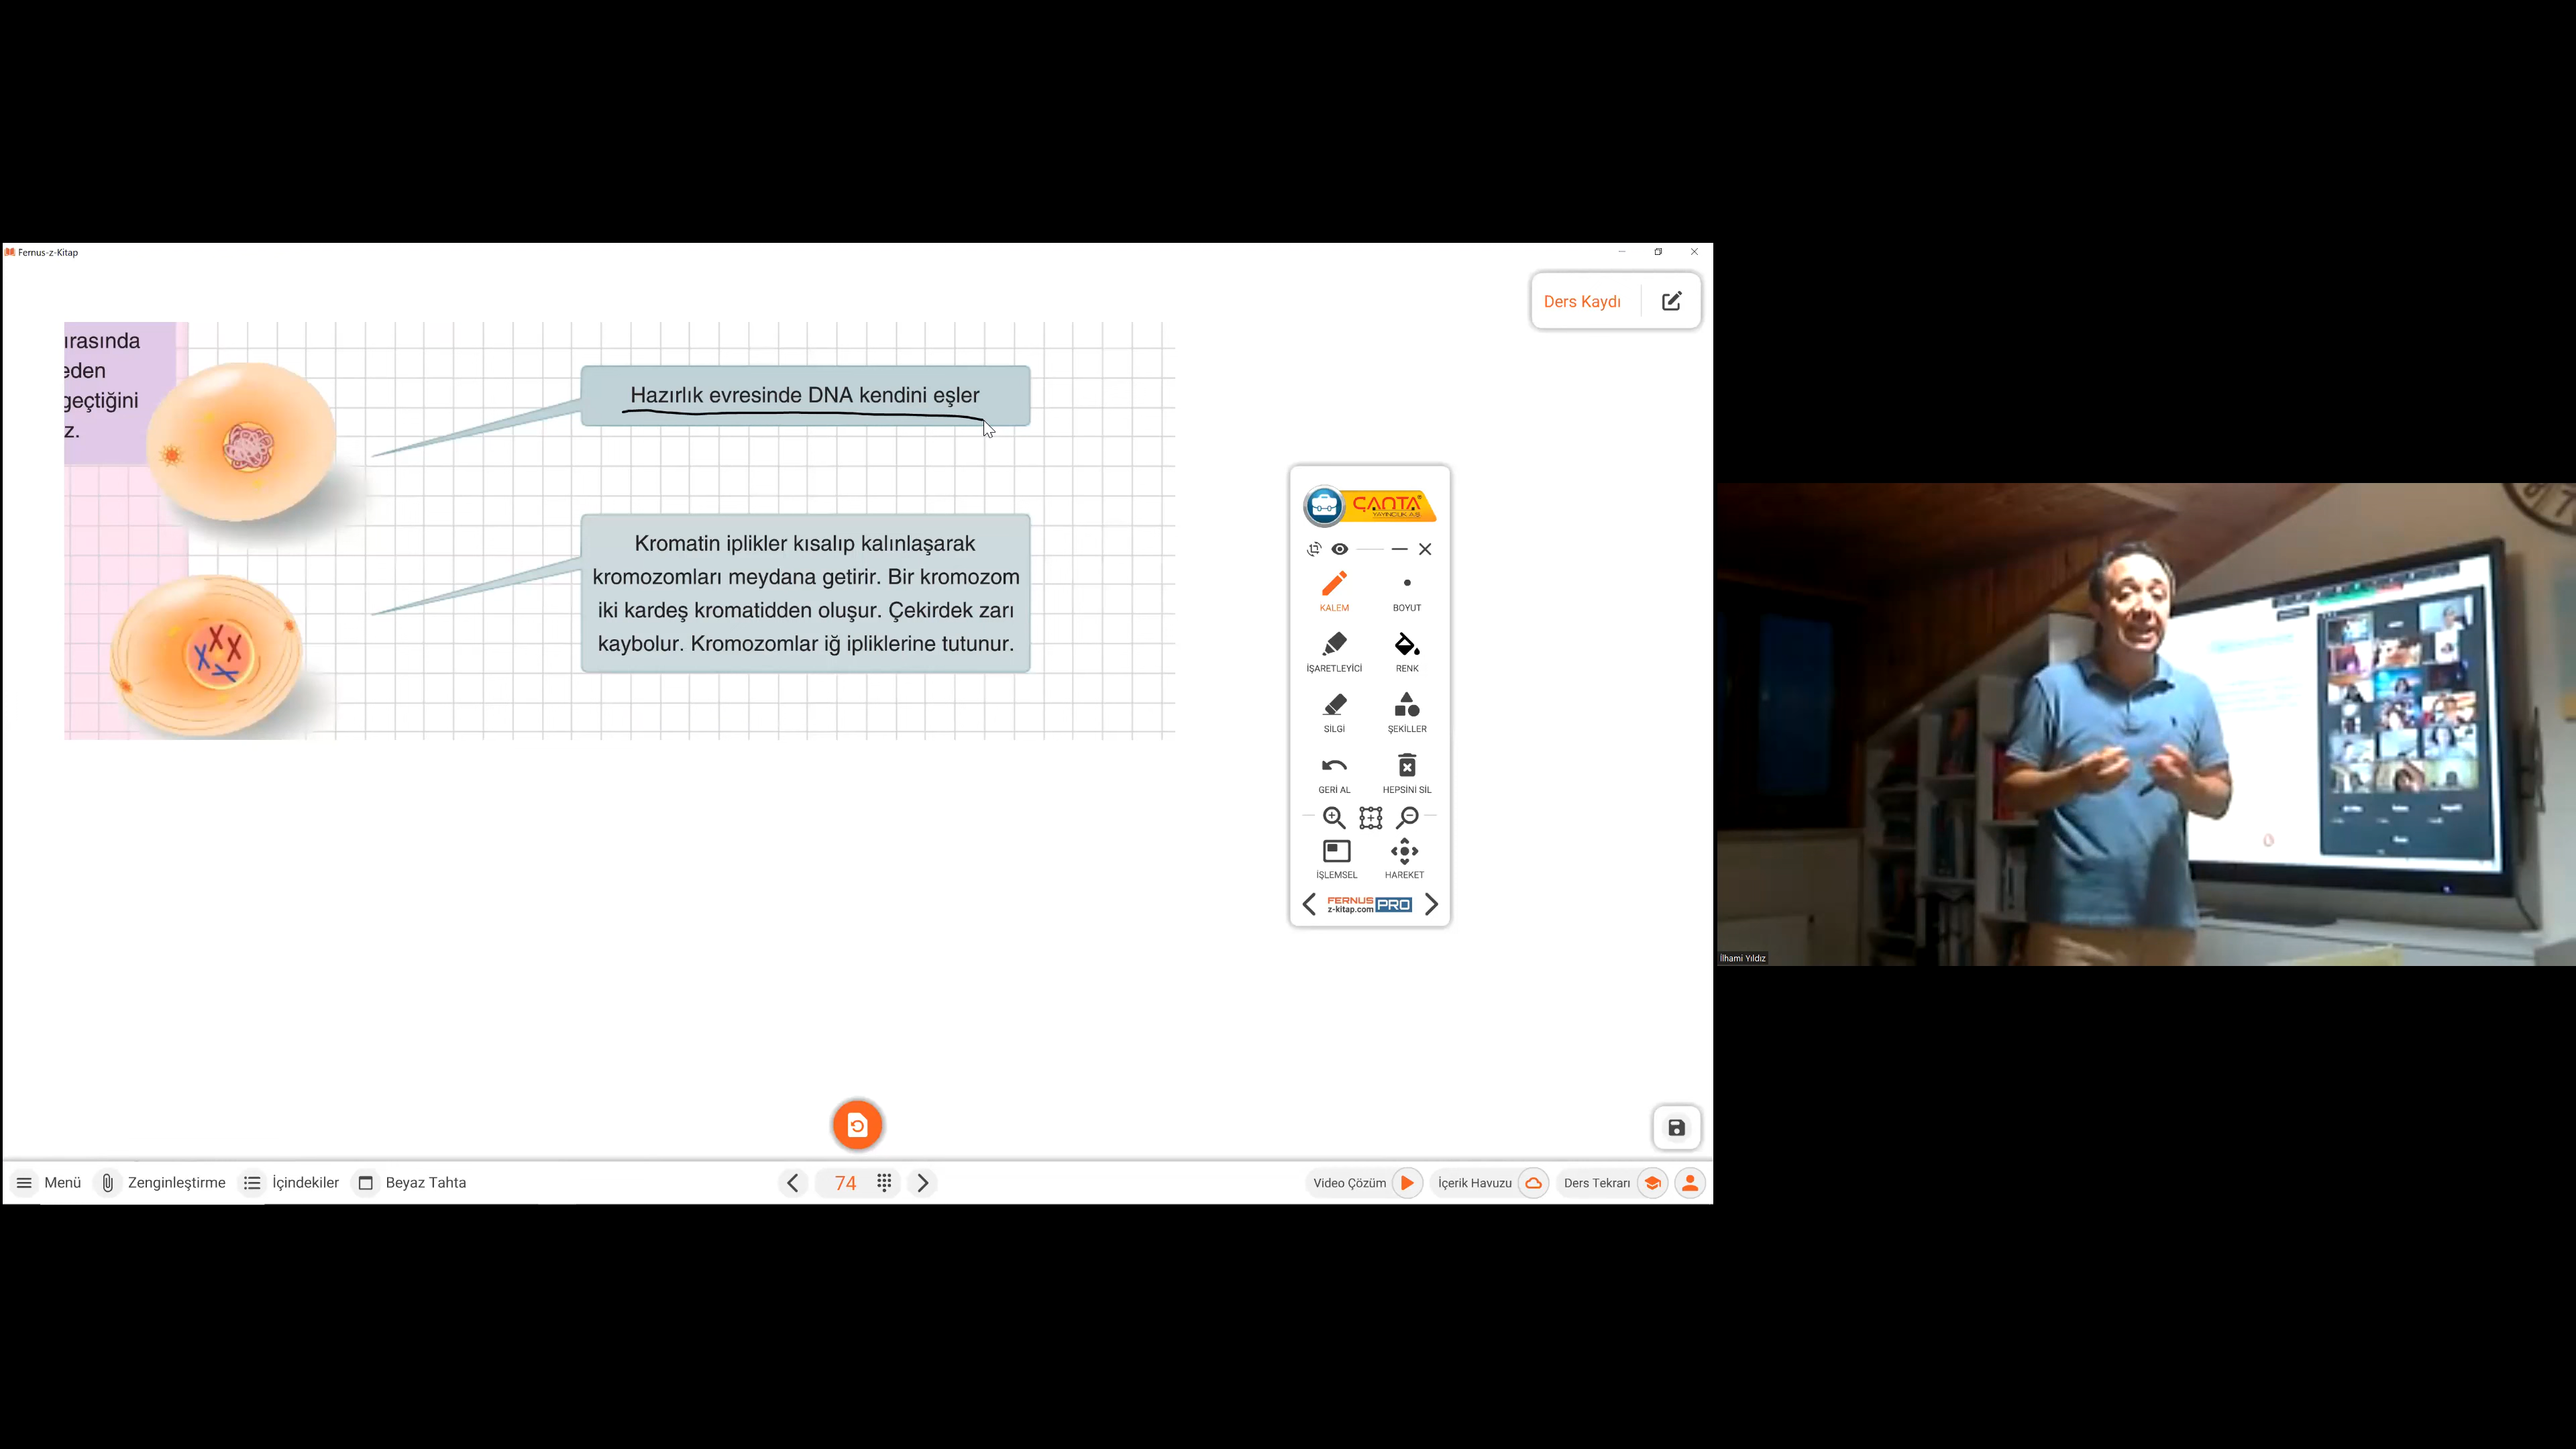 Fernus-z-Kitap
Ders Kaydı
ırasında
eden
geçtiğini
z.
Hazırlık evresinde DNA kendini eşler
Kromatin iplikler kısalıp kalınlaşarak
kromozomları meydana getirir. Bir kromozom
iki kardeş kromatidden oluşur. Çekirdek zarı
kaybolur. Kromozomlar iğ ipliklerine tutunur.
ÇANTA
YAYINCILIK A.Ş.
KALEM
BOYUT
İŞARETLEYİCİ
RENK
SİLGİ
ŞEKİLLER
GERİ AL
HEPSİNİ SİL
İŞLEMSEL
HAREKET
FERNUS PRO
z-kitap.com
İlhami Yıldız
Menü
Zenginleştirme
İçindekiler
Beyaz Tahta
74
Video Çözüm
İçerik Havuzu
Ders Tekrarı